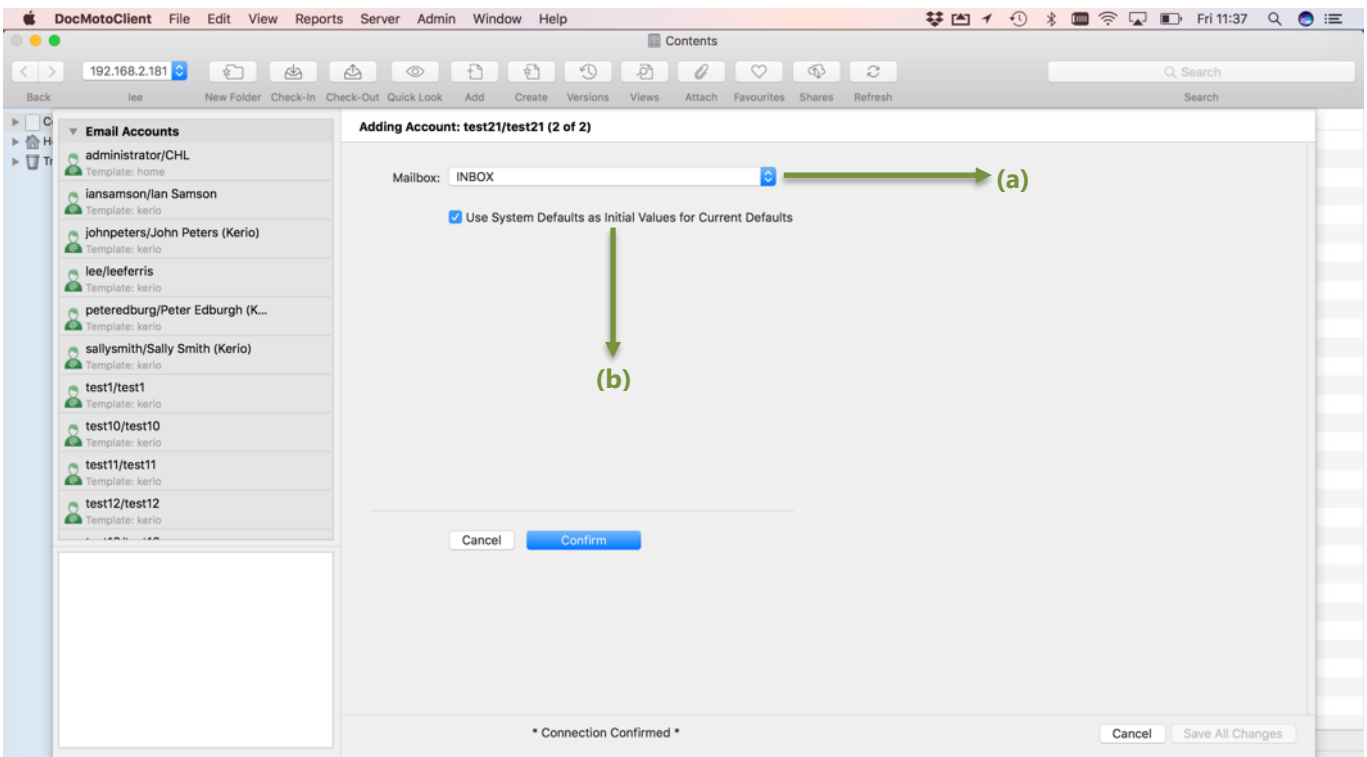 DocMotoClient File Edit View Reports Server Admin Window Help Fri 11:37
Contents
192.168.2.181 Search
Back lee New Folder Check-In Check-Out Quick Look Add Create Versions Views Attach Favourites Shares Refresh Search
Email Accounts
administrator/CHL
Template: home
iansamson/Ian Samson
Template: kerio
johnpeters/John Peters (Kerio)
Template: kerio
lee/leeferris
Template: kerio
peteredburg/Peter Edburgh (K...
Template: kerio
sallysmith/Sally Smith (Kerio)
Template: kerio
test1/test1
Template: kerio
test10/test10
Template: kerio
test11/test11
Template: kerio
test12/test12
Template: kerio
Adding Account: test21/test21 (2 of 2)
Mailbox: INBOX
(a)
Use System Defaults as Initial Values for Current Defaults
(b)
Cancel Confirm
* Connection Confirmed *
Cancel Save All Changes